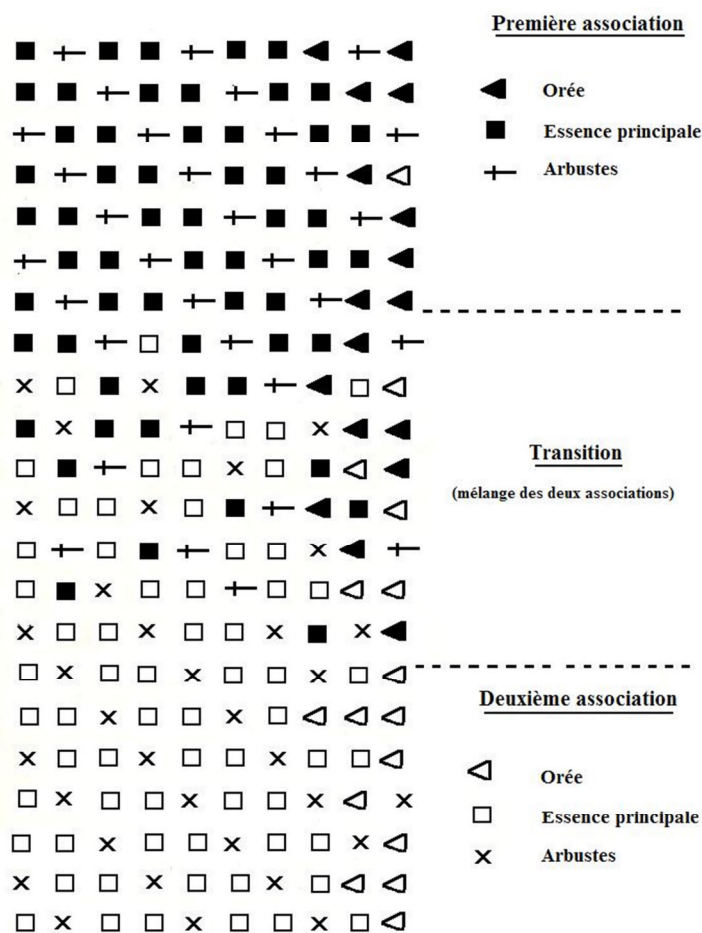 Première association
Orée
Essence principale
Arbustes
Transition
(mélange des deux associations)
Deuxième association
Orée
Essence principale
Arbustes